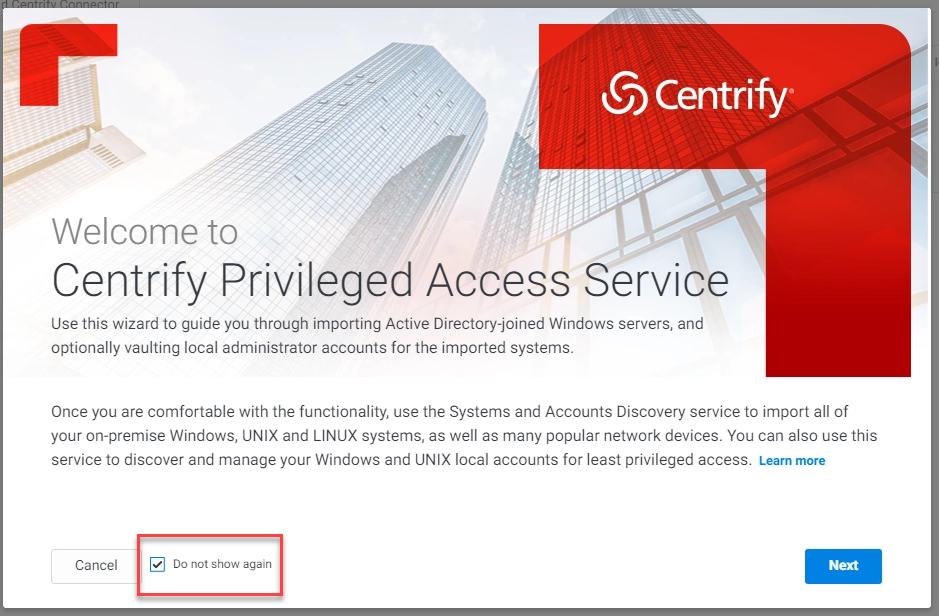 d Centrify Connector
Centrify
Welcome to
Centrify Privileged Access Service
Use this wizard to guide you through importing Active Directory-joined Windows servers, and
optionally vaulting local administrator accounts for the imported systems.
Once you are comfortable with the functionality, use the Systems and Accounts Discovery service to import all of
your on-premise Windows, UNIX and LINUX systems, as well as many popular network devices. You can also use this
service to discover and manage your Windows and UNIX local accounts for least privileged access. Learn more
Cancel
Do not show again
Next